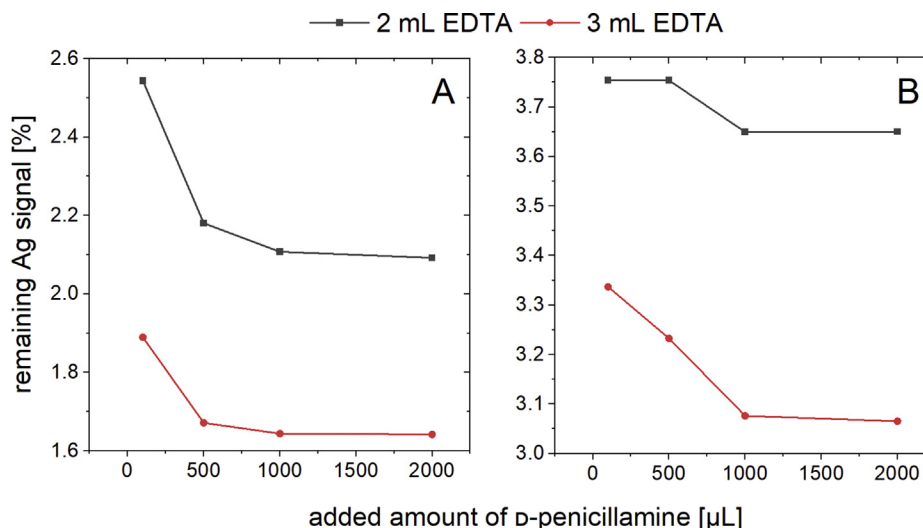 2 mL EDTA 3 mL EDTA
A
B
remaining Ag signal [%]
2.6
2.4
2.2
2.0
1.8
1.6
3.8
3.7
3.6
3.5
3.4
3.3
3.2
3.1
3.0
0 500 1000 1500 2000
0 500 1000 1500 2000
added amount of ᴅ-penicillamine [µL]